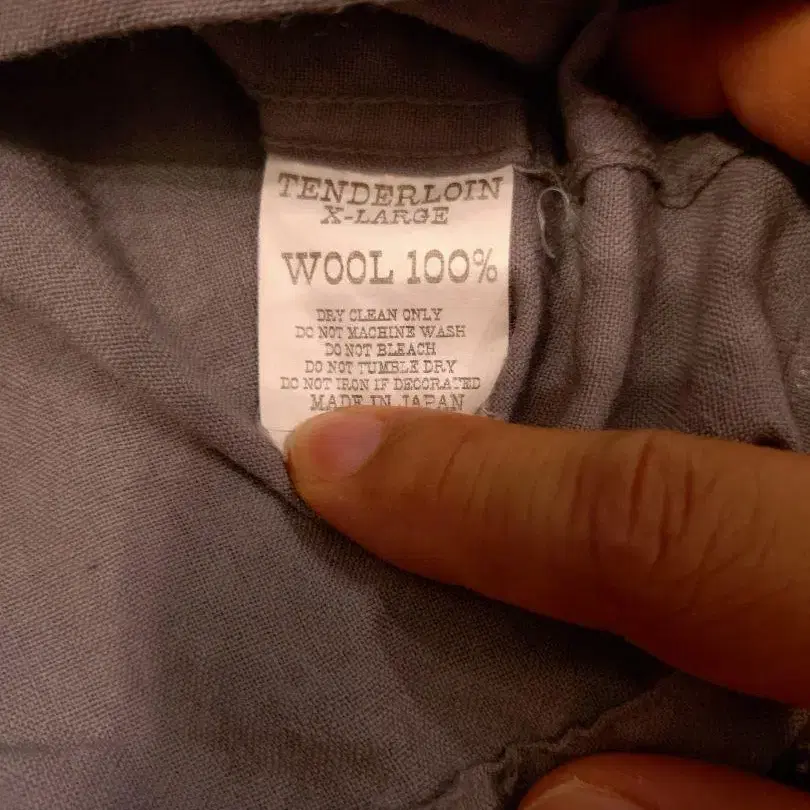 TENDERLOIN
X-LARGE
WOOL 100%
DRY CLEAN ONLY
DO NOT MACHINE WASH
DO NOT BLEACH
DO NOT TUMBLE DRY
DO NOT IRON IF DECORATED
MADE IN JAPAN